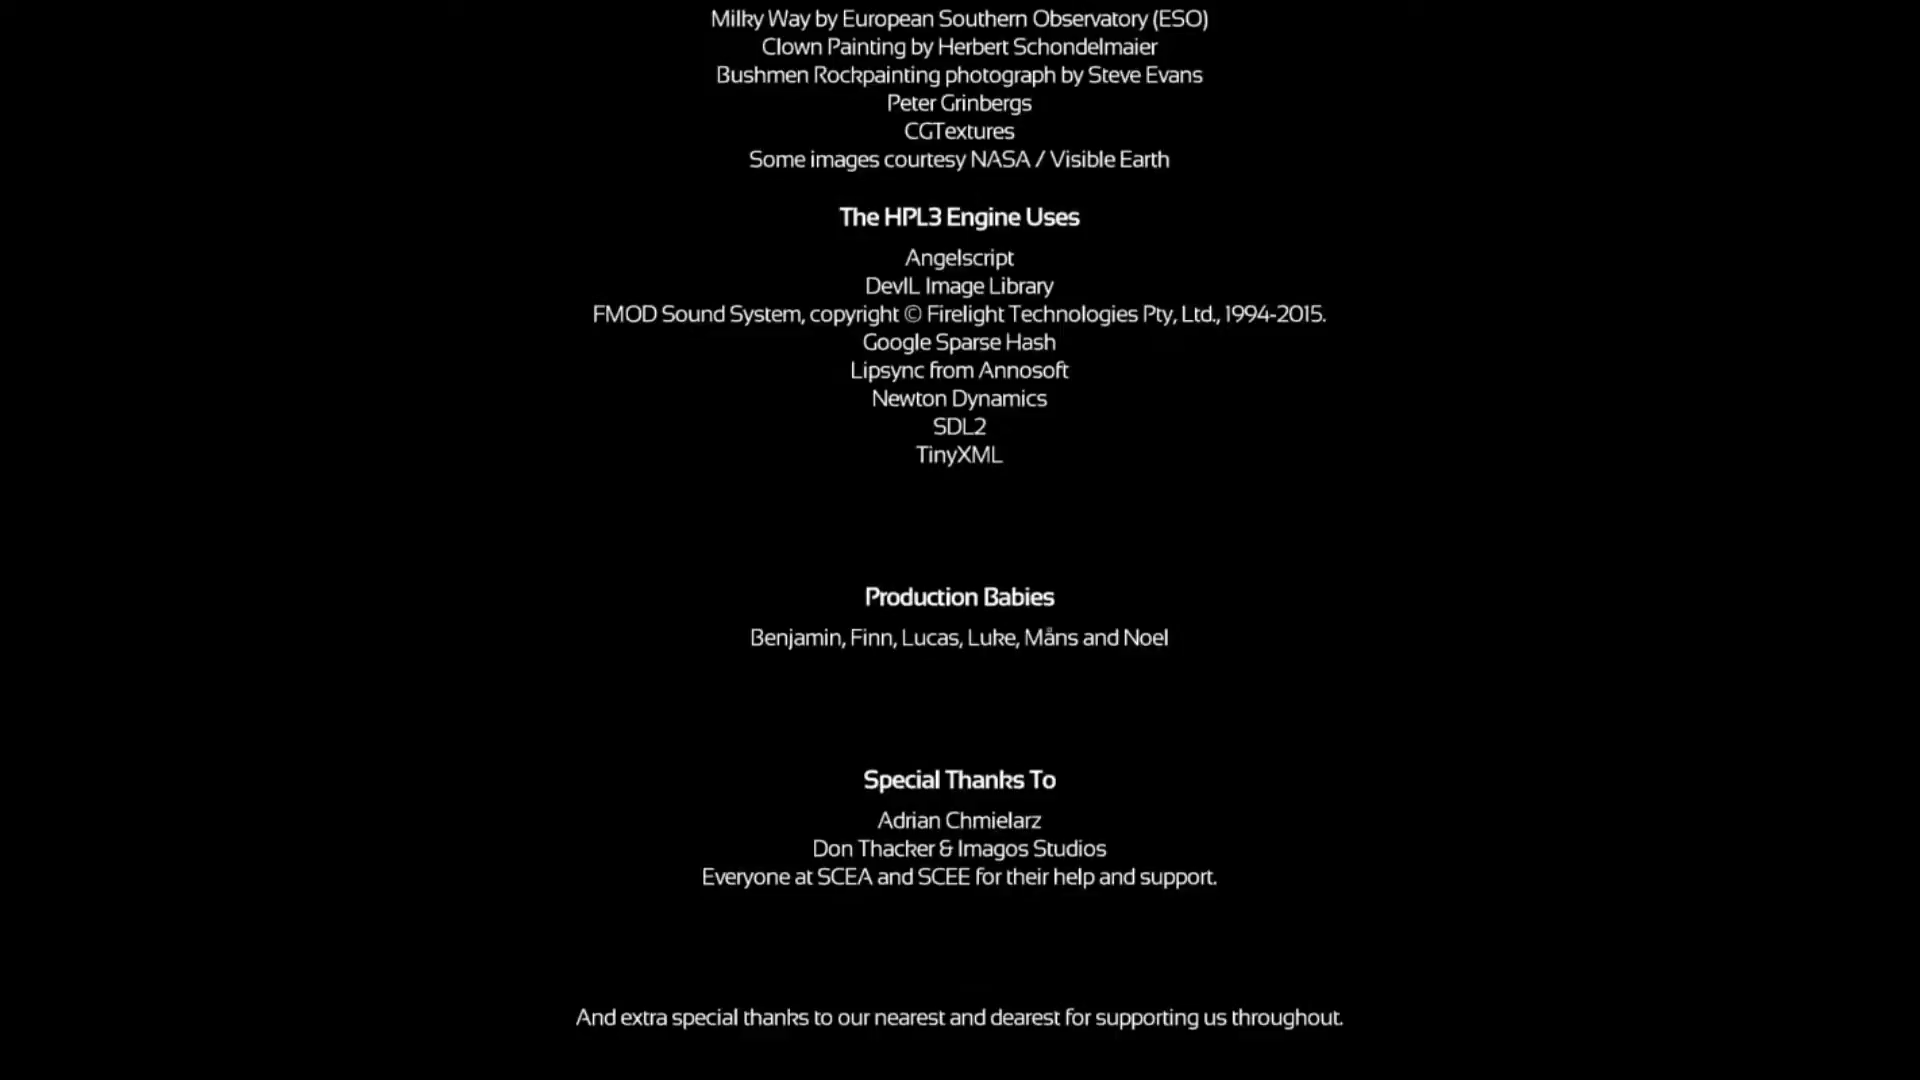 Milky Way by European Southern Observatory (ESO)
Clown Painting by Herbert Schondelmaier
Bushmen Rockpainting photograph by Steve Evans
Peter Grinbergs
CGTextures
Some images courtesy NASA / Visible Earth
The HPL3 Engine Uses
Angelscript
DevIL Image Library
FMOD Sound System, copyright © Firelight Technologies Pty, Ltd., 1994-2015.
Google Sparse Hash
Lipsync from Annosoft
Newton Dynamics
SDL2
TinyXML
Production Babies
Benjamin, Finn, Lucas, Luke, Måns and Noel
Special Thanks To
Adrian Chmielarz
Don Thacker & Imagos Studios
Everyone at SCEA and SCEE for their help and support.
And extra special thanks to our nearest and dearest for supporting us throughout.